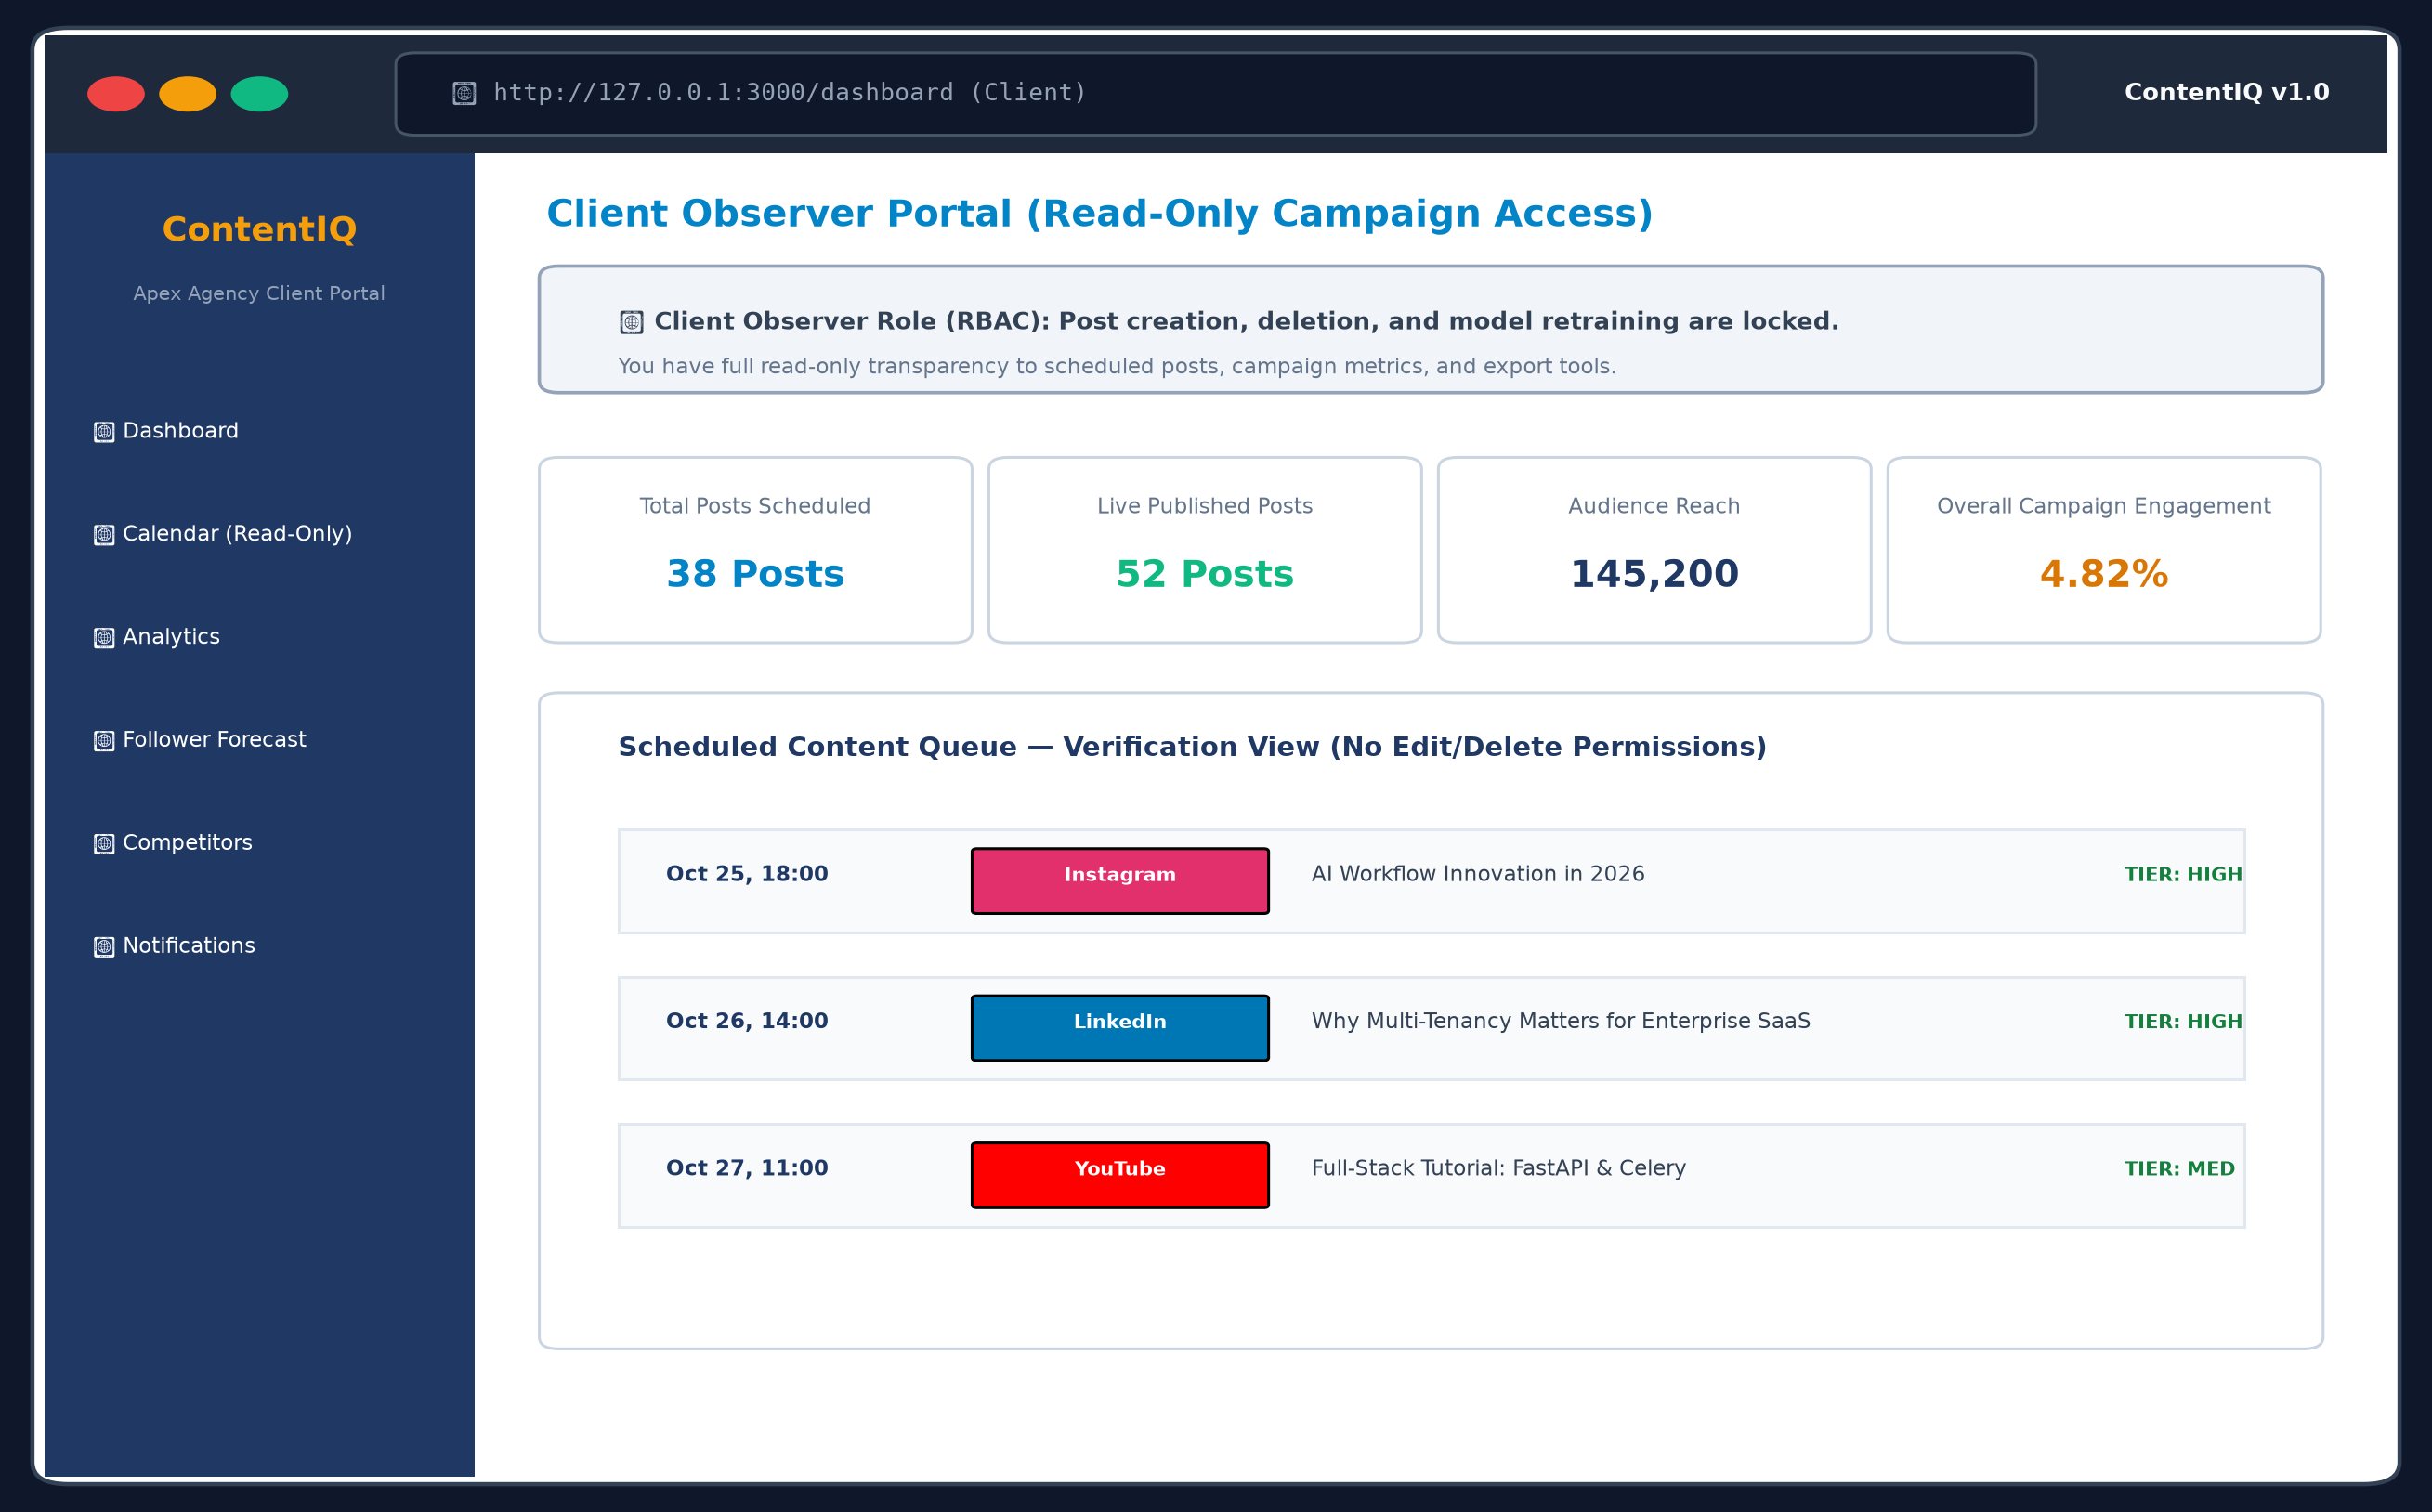 http://127.0.0.1:3000/dashboard (Client)
ContentIQ v1.0
ContentIQ
Apex Agency Client Portal
Dashboard
Calendar (Read-Only)
Analytics
Follower Forecast
Competitors
Notifications
Client Observer Portal (Read-Only Campaign Access)
Client Observer Role (RBAC): Post creation, deletion, and model retraining are locked.
You have full read-only transparency to scheduled posts, campaign metrics, and export tools.
Total Posts Scheduled
38 Posts
Live Published Posts
52 Posts
Audience Reach
145,200
Overall Campaign Engagement
4.82%
Scheduled Content Queue — Verification View (No Edit/Delete Permissions)
Oct 25, 18:00 Instagram AI Workflow Innovation in 2026 TIER: HIGH
Oct 26, 14:00 LinkedIn Why Multi-Tenancy Matters for Enterprise SaaS TIER: HIGH
Oct 27, 11:00 YouTube Full-Stack Tutorial: FastAPI & Celery TIER: MED